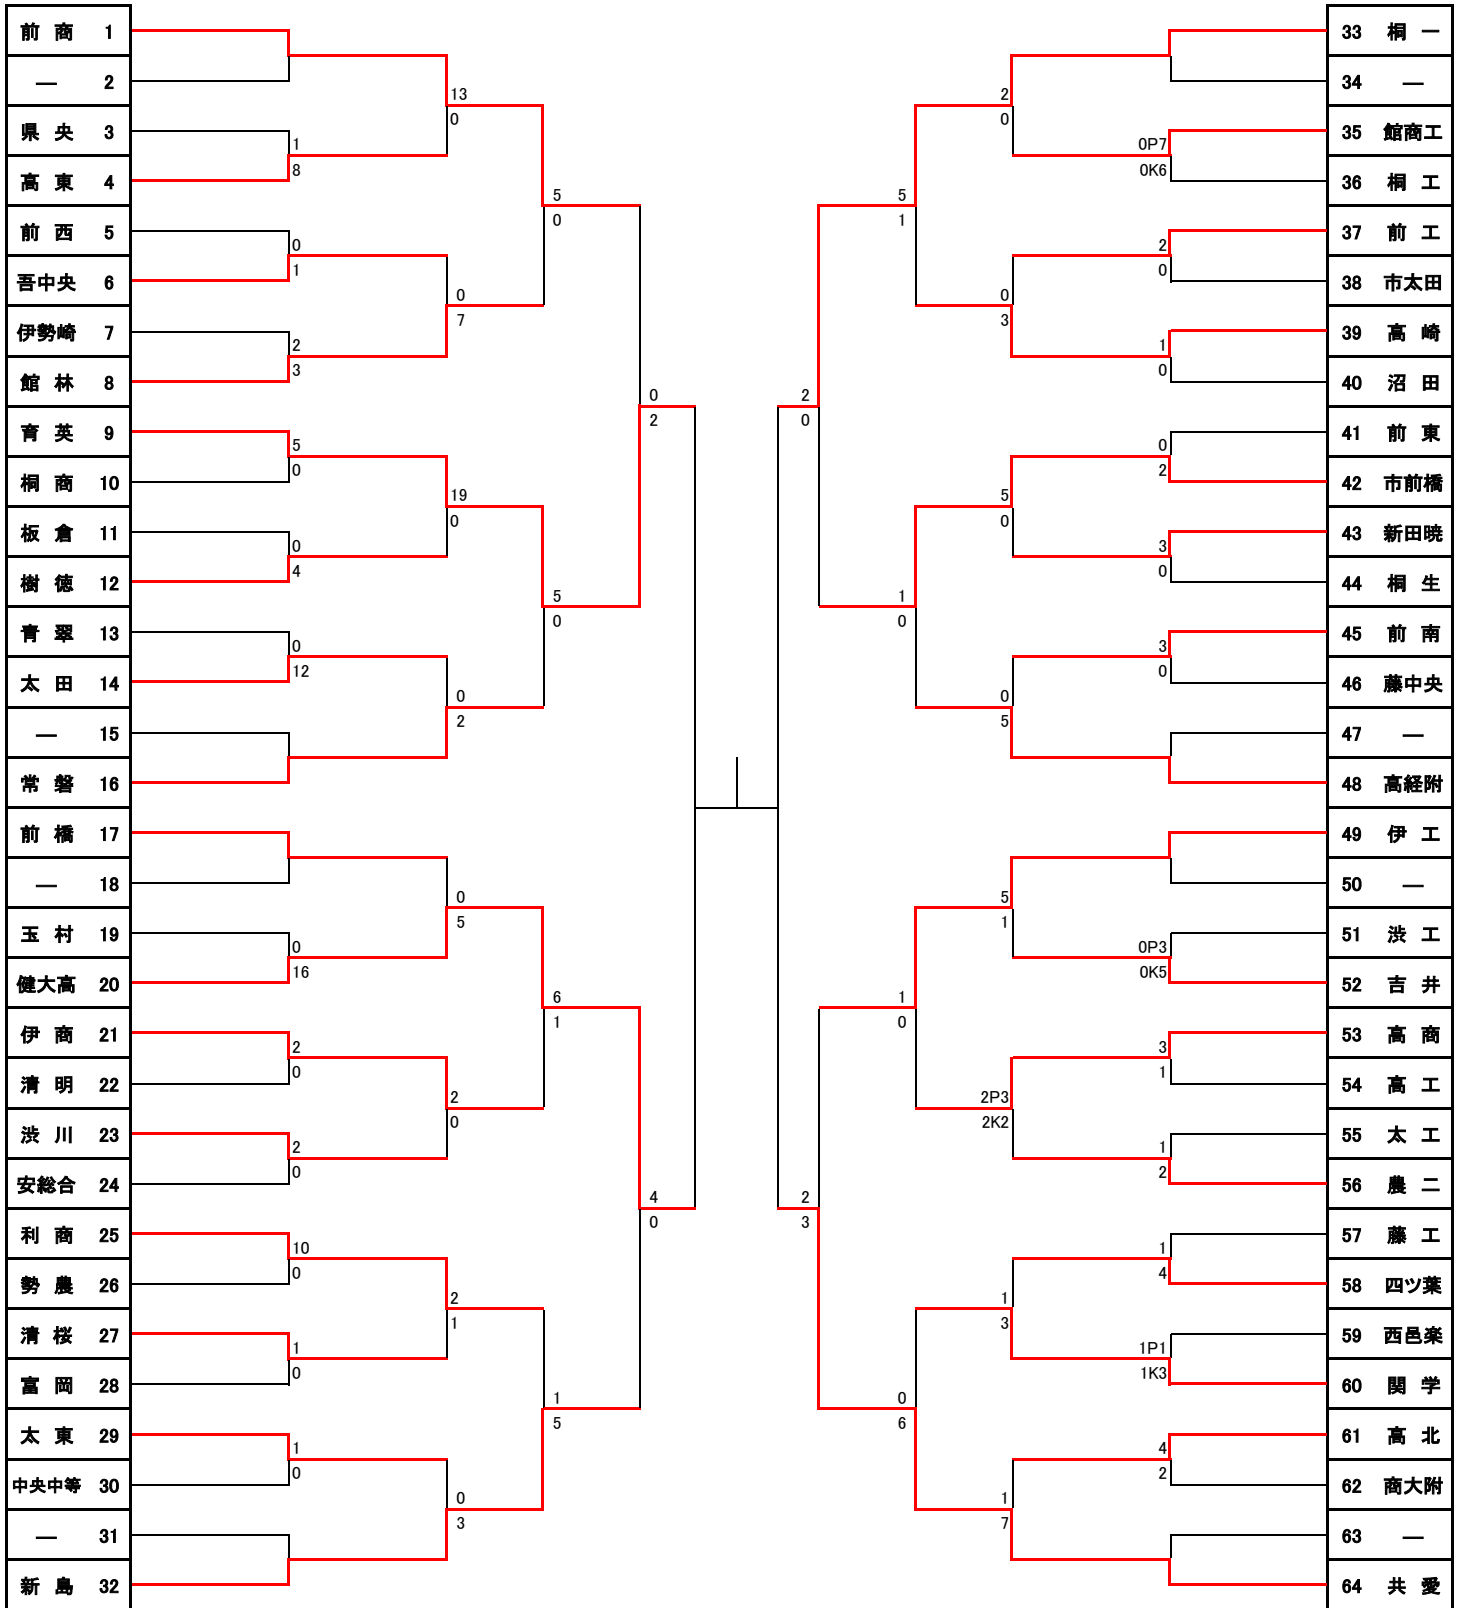 前 商 1
— 2
県 央 3
高 東 4
前 西 5
吾中央 6
伊勢崎 7
館 林 8
育 英 9
桐 商 10
板 倉 11
樹 徳 12
青 翠 13
太 田 14
— 15
常 磐 16
前 橋 17
— 18
玉 村 19
健大高 20
伊 商 21
清 明 22
渋 川 23
安総合 24
利 商 25
勢 農 26
清 桜 27
富 岡 28
太 東 29
中央中等 30
— 31
新 島 32
1
8
0
1
2
3
5
0
0
4
0
12
0
16
2
0
2
0
10
0
1
0
1
0
13
0
0
7
19
0
0
2
0
5
2
0
2
1
0
3
5
0
5
0
6
1
1
5
0
2
4
0
2
0
2
3
5
1
1
0
1
0
0
6
2
0
0
3
5
0
0
5
5
1
2P3
2K2
1
3
1
7
0P7
0K6
2
0
1
0
0
2
3
0
3
0
0P3
0K5
3
1
1
2
1
4
1P1
1K3
4
2
33 桐 一
34 —
35 館商工
36 桐 工
37 前 工
38 市太田
39 高 崎
40 沼 田
41 前 東
42 市前橋
43 新田暁
44 桐 生
45 前 南
46 藤中央
47 —
48 高経附
49 伊 工
50 —
51 渋 工
52 吉 井
53 高 商
54 高 工
55 太 工
56 農 二
57 藤 工
58 四ツ葉
59 西邑楽
60 関 学
61 高 北
62 商大附
63 —
64 共 愛